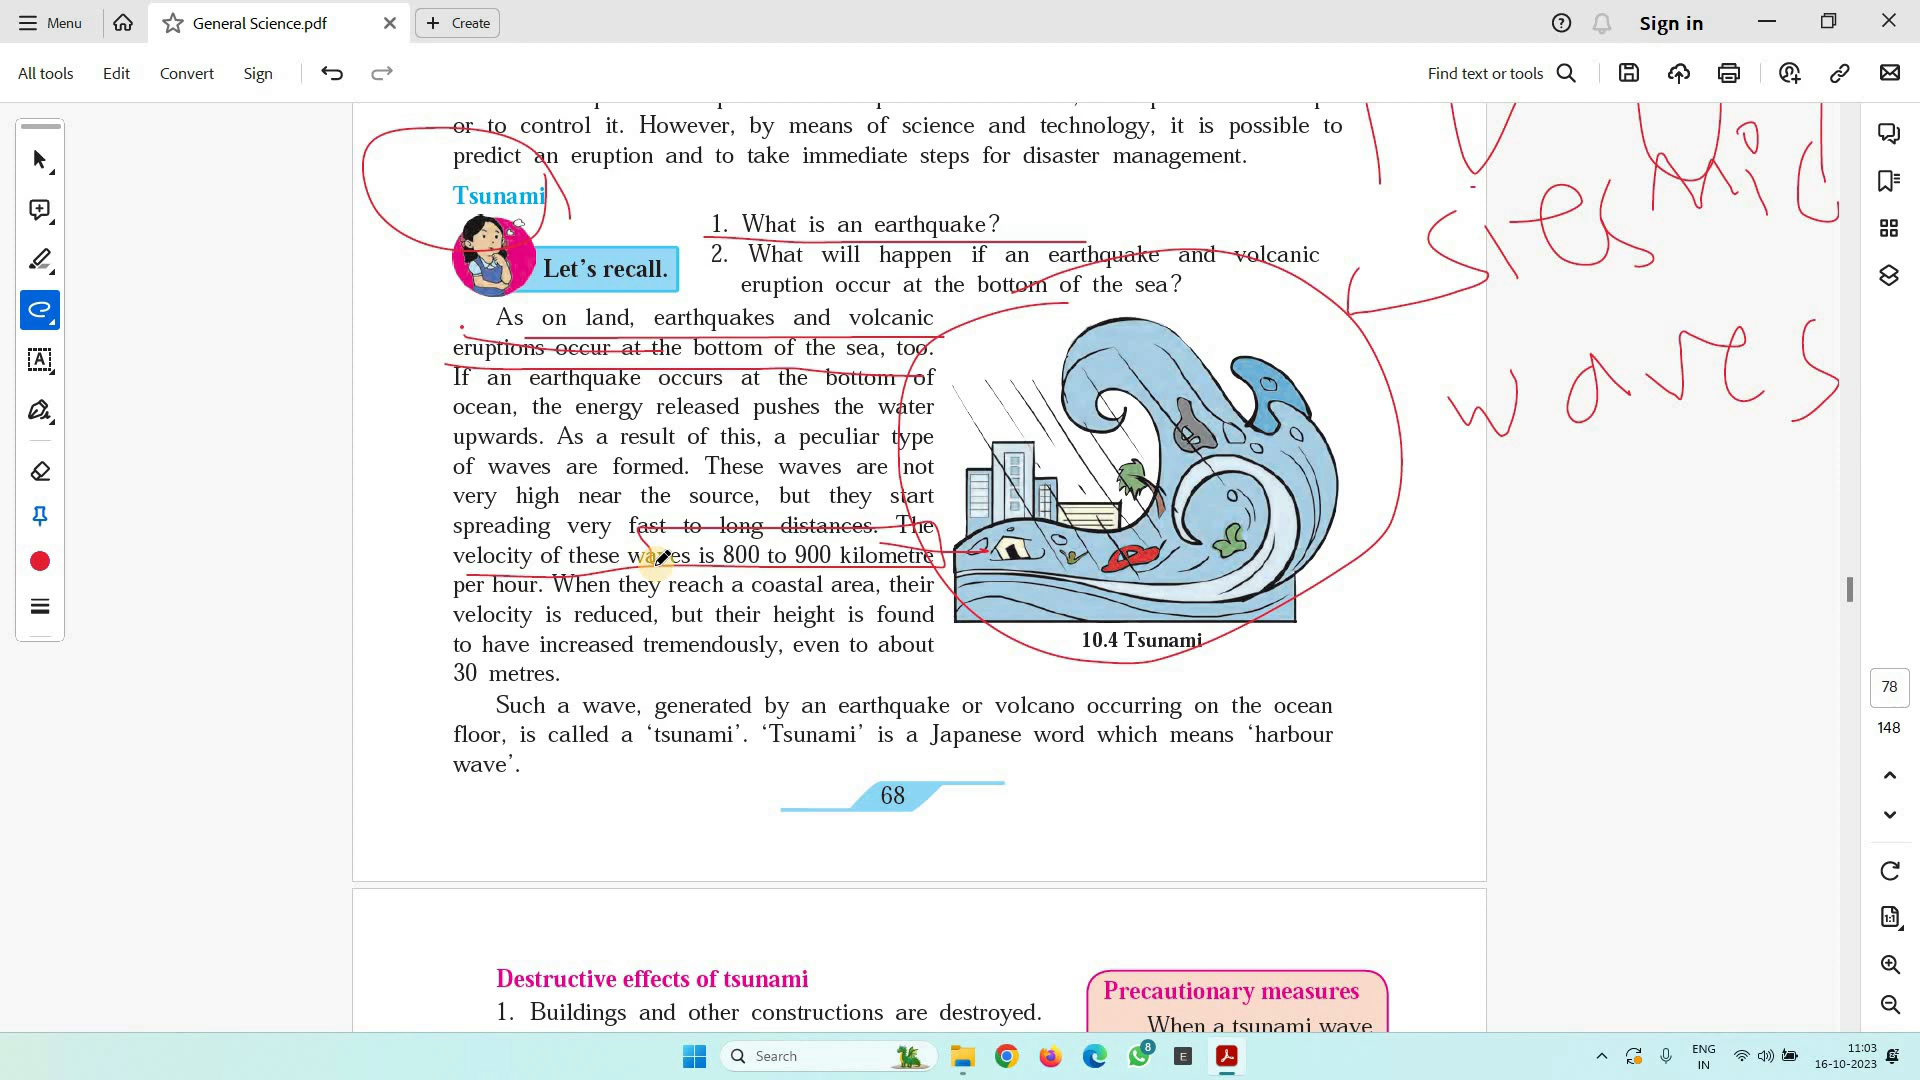 Menu
General Science.pdf
Create
Sign in
All tools
Edit
Convert
Sign
Find text or tools
or to control it. However, by means of science and technology, it is possible to
predict an eruption and to take immediate steps for disaster management.
Tsunami
Let's recall.
1. What is an earthquake?
2. What will happen if an earthquake and volcanic
eruption occur at the bottom of the sea?
As on land, earthquakes and volcanic
eruptions occur at the bottom of the sea, too.
If an earthquake occurs at the bottom of
ocean, the energy released pushes the water
upwards. As a result of this, a peculiar type
of waves are formed. These waves are not
very high near the source, but they start
spreading very fast to long distances. The
velocity of these waves is 800 to 900 kilometre
per hour. When they reach a coastal area, their
velocity is reduced, but their height is found
to have increased tremendously, even to about
30 metres.
10.4 Tsunami
Such a wave, generated by an earthquake or volcano occurring on the ocean
floor, is called a ‘tsunami’. ‘Tsunami’ is a Japanese word which means ‘harbour
wave’.
68
Destructive effects of tsunami
1. Buildings and other constructions are destroyed.
Precautionary measures
When a tsunami wave
waves
78
148
1:1
Search
8
E
ENG
IN
11:03
16-10-2023